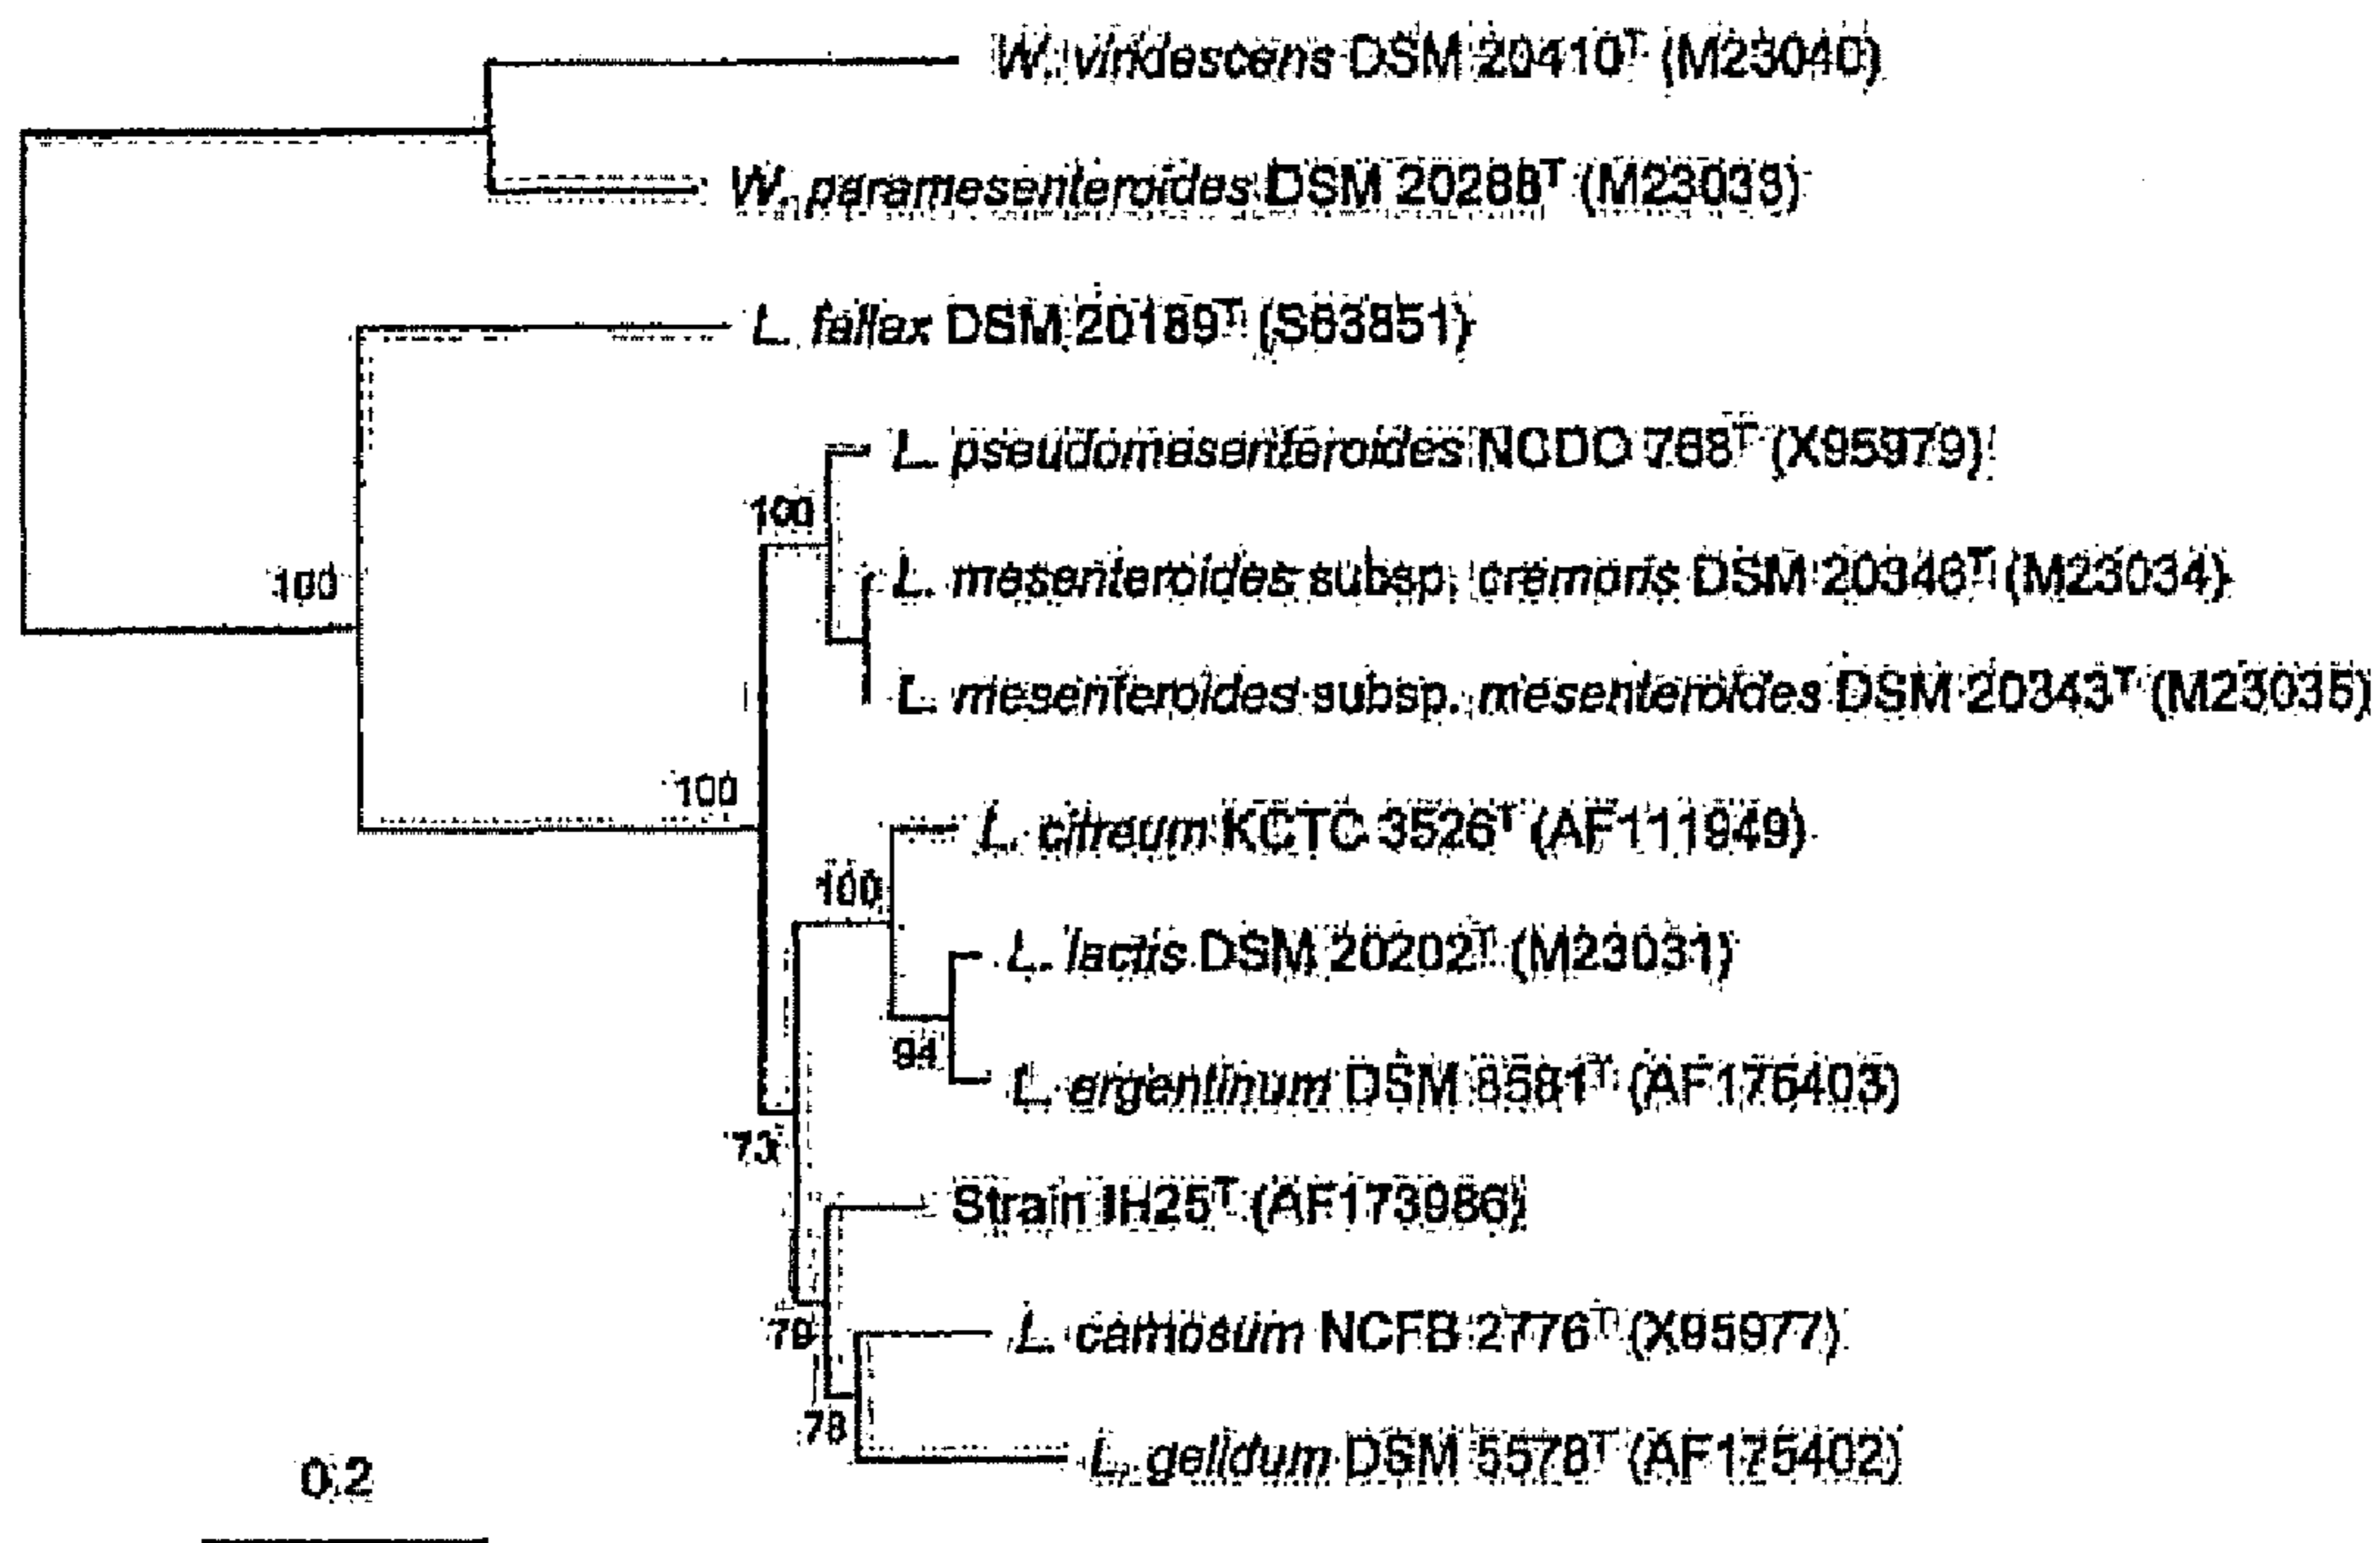 W. viridescens DSM 20410T (M23040)
W. paramesenteroides DSM 20288T (M23033)
L. fallax DSM 20189T (S63851)
L. pseudomesenteroides NCDO 768T (X95979)
100
L. mesenteroides subsp. cremoris DSM 20346T (M23034)
100
L. mesenteroides subsp. mesenteroides DSM 20343T (M23035)
100
L. citreum KCTC 3526T (AF111949)
100
L. lactis DSM 20202T (M23031)
94
L. argentinum DSM 8581T (AF175403)
73
Strain IH25T (AF173986)
79
L. carnosum NCFB 2776T (X95977)
78
L. gelidum DSM 5578T (AF175402)
0.2